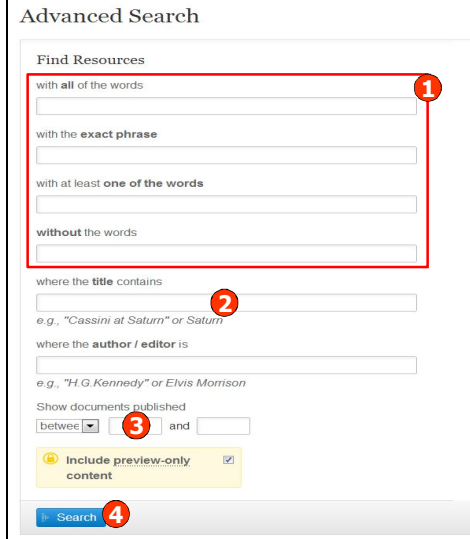 Advanced Search
Find Resources
with all of the words
1
with the exact phrase
with at least one of the words
without the words
where the title contains
2
e.g., "Cassini at Saturn" or Saturn
where the author / editor is
e.g., "H.G.Kennedy" or Elvis Morrison
Show documents published
betwee 3 and
Include preview-only
content
Search 4